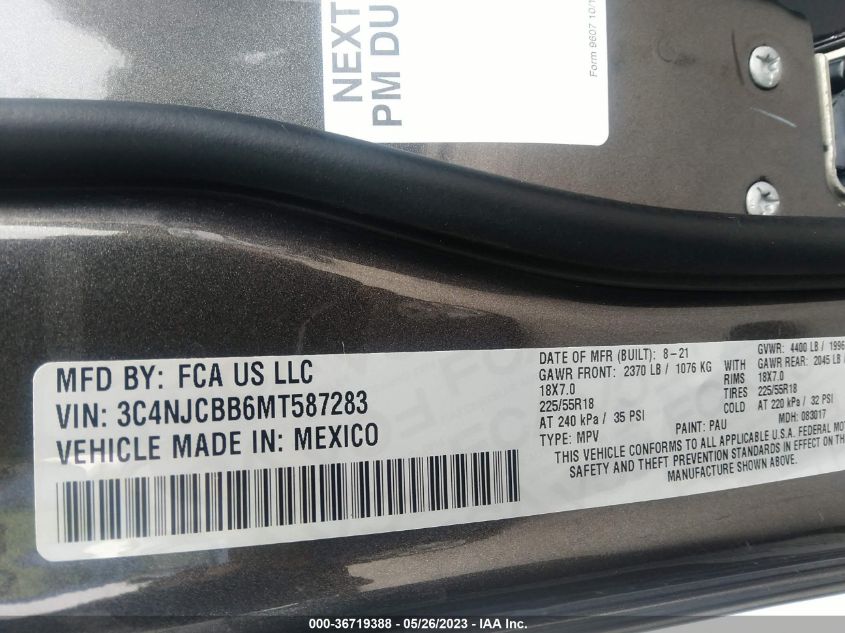 NEXT
PM DU
Form 9607 10/1
MFD BY: FCA US LLC
VIN: 3C4NJCBB6MT587283
VEHICLE MADE IN: MEXICO
DATE OF MFR (BUILT): 8-21
GVWR: 4400 LB / 1996
GAWR FRONT: 2370 LB / 1076 KG WITH GAWR REAR: 2045 LB /
18X7.0 RIMS 18X7.0
225/55R18 225/55R18
AT 240 kPa / 35 PSI COLD AT 220 kPa / 32 PSI
TYPE: MPV PAINT: PAU MDH: 083017
THIS VEHICLE CONFORMS TO ALL APPLICABLE U.S.A. FEDERAL MOT
SAFETY AND THEFT PREVENTION STANDARDS IN EFFECT ON TH
MANUFACTURE SHOWN ABOVE.
000-36719388 - 05/26/2023 - IAA Inc.